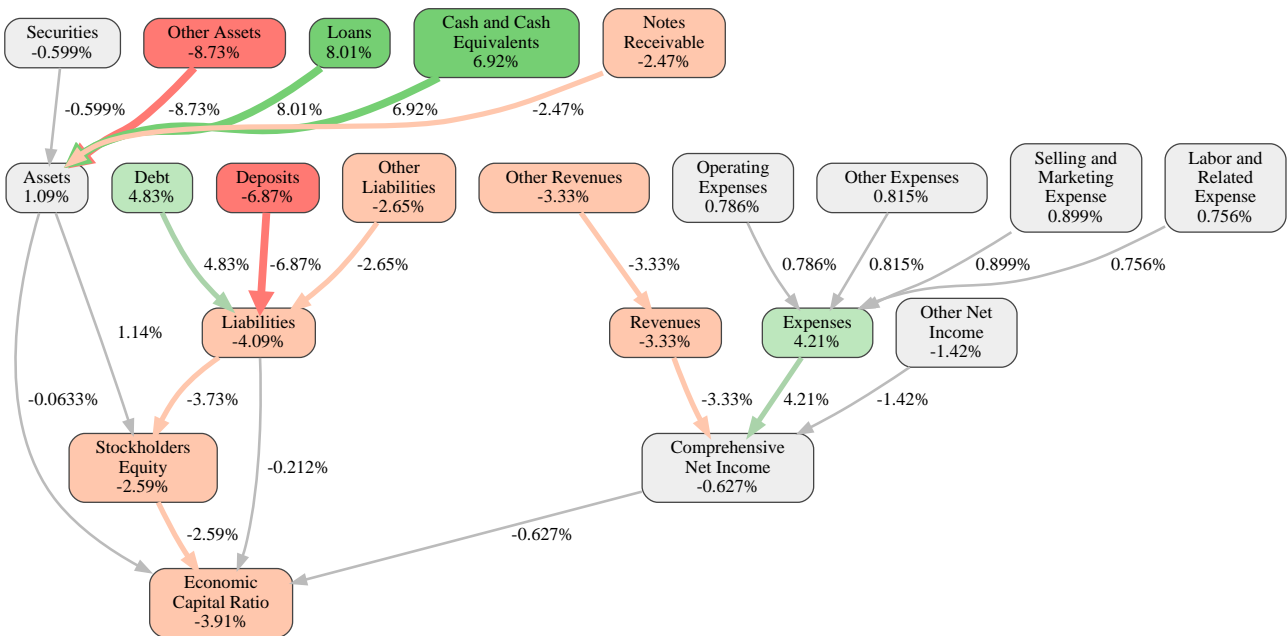 Securities
-0.599%
Other Assets
-8.73%
Loans
8.01%
Cash and Cash
Equivalents
6.92%
Notes
Receivable
-2.47%
-0.599%
-8.73%
8.01%
6.92%
-2.47%
Assets
1.09%
Debt
4.83%
Deposits
-6.87%
Other
Liabilities
-2.65%
Other Revenues
-3.33%
Operating
Expenses
0.786%
Other Expenses
0.815%
Selling and
Marketing
Expense
0.899%
Labor and
Related
Expense
0.756%
4.83%
-6.87%
-2.65%
-3.33%
0.786%
0.815%
0.899%
0.756%
1.14%
Liabilities
-4.09%
Revenues
-3.33%
Expenses
4.21%
Other Net
Income
-1.42%
-0.0633%
-3.73%
-3.33%
4.21%
-1.42%
Stockholders
Equity
-2.59%
-0.212%
Comprehensive
Net Income
-0.627%
-2.59%
-0.627%
Economic
Capital Ratio
-3.91%